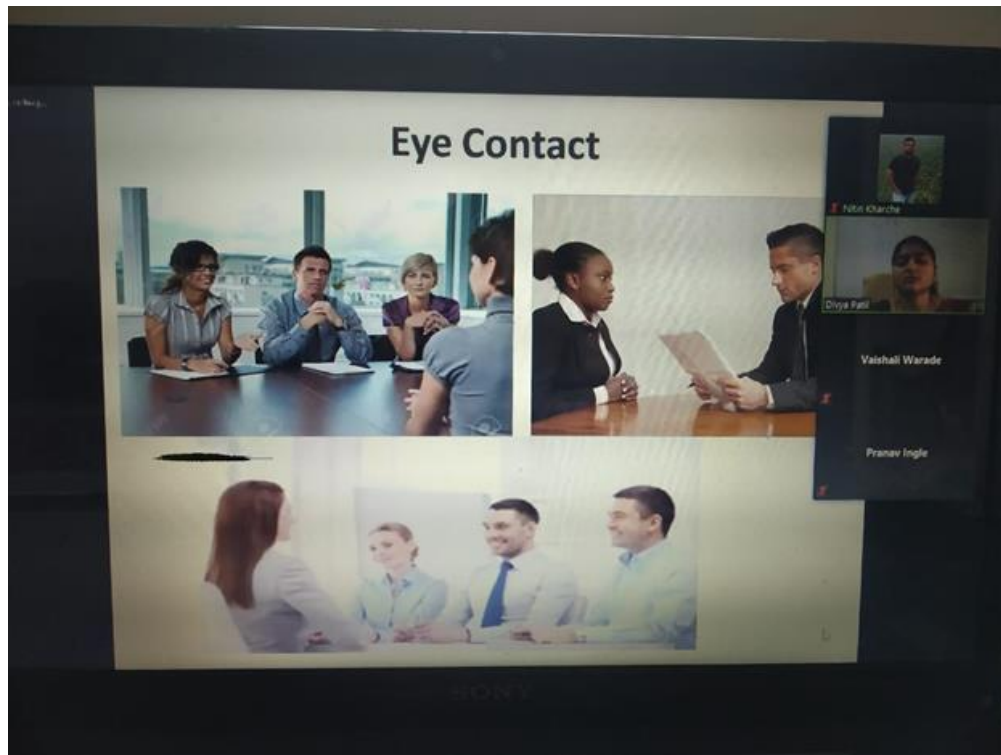 Eye Contact
Nitin Kharche
Divya Patil
Vaishali Warade
Pranav Ingle
SONY